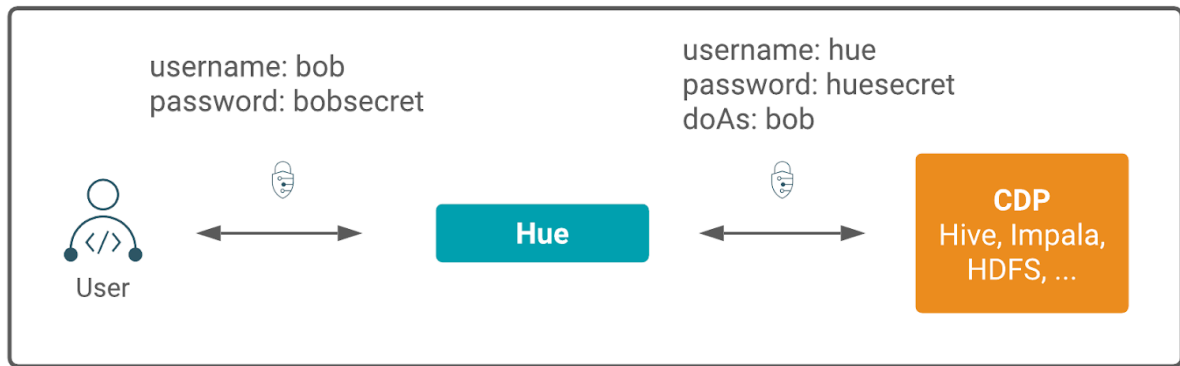 username: bob
password: bobsecret
username: hue
password: huesecret
doAs: bob
</>
User
Hue
CDP
Hive, Impala,
HDFS, ...